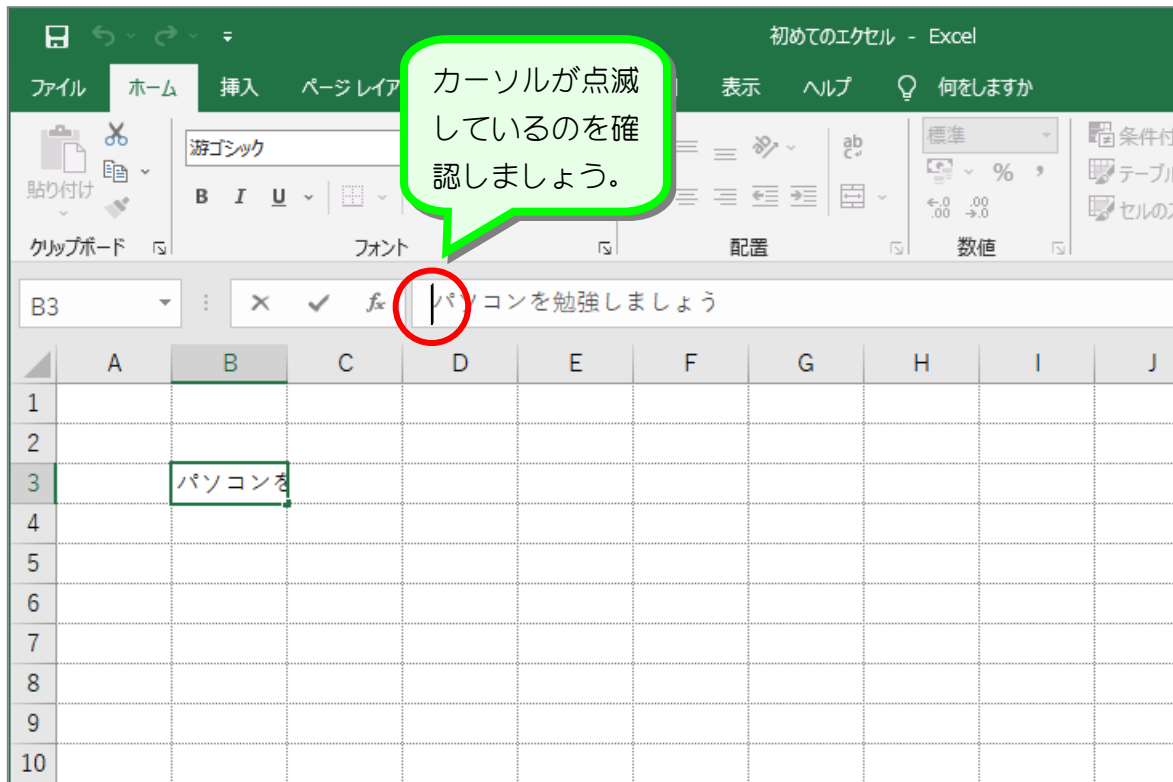 初めてのエクセル - Excel
ファイル ホーム 挿入 ページ レイア 表示 ヘルプ 何をしますか
カーソルが点滅
しているのを確
認しましょう。
貼り付け
游ゴシック
B I U
ab
標準
% ,
.00 .00
条件付
テーブル
セルのス
クリップボード フォント 配置 数値
B3 fx パソコンを勉強しましょう
A B C D E F G H I J
1
2
3 パソコンを
4
5
6
7
8
9
10